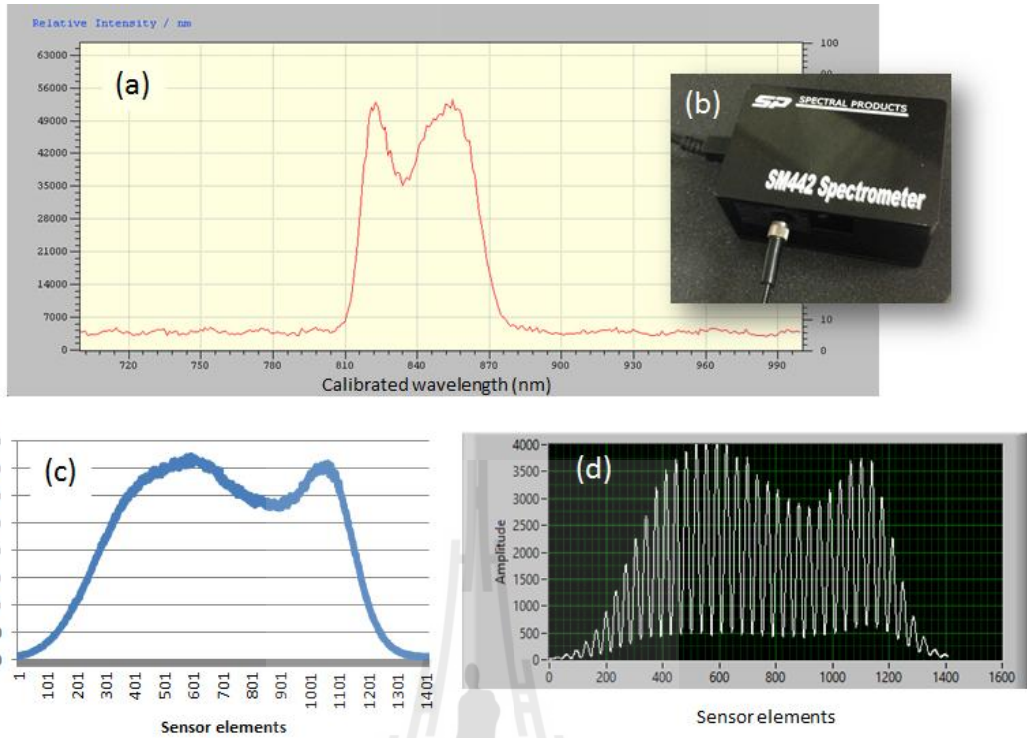 Relative Intensity / nm
(a)
63000
56000
49000
42000
35000
28000
21000
14000
7000
0
100
10
0
720 750 780 810 840 870 900 930 960 990
Calibrated wavelength (nm)
(b)
SP SPECTRAL PRODUCTS
SM442 Spectrometer
(c)
1 101 201 301 401 501 601 701 801 901 1001 1101 1201 1301 1401
Sensor elements
(d)
Amplitude
4000
3500
3000
2500
2000
1500
1000
500
0
0 200 400 600 800 1000 1200 1400 1600
Sensor elements